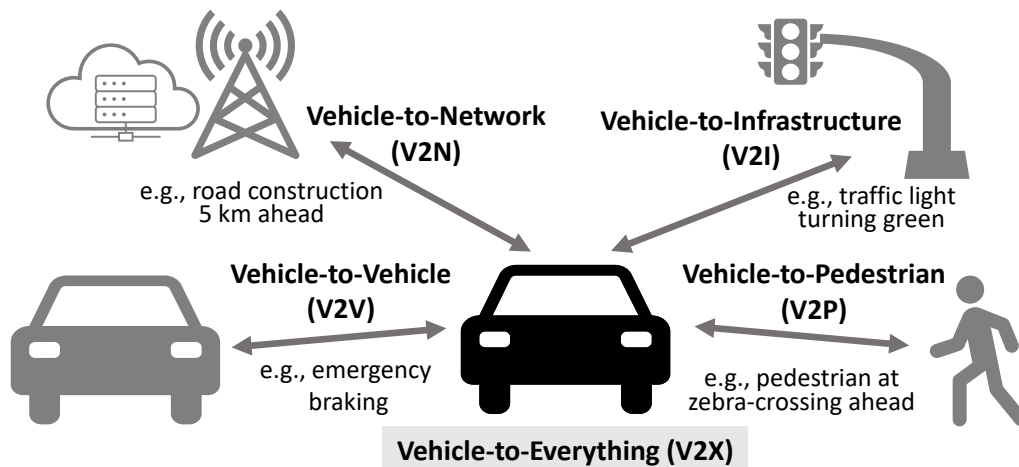 Vehicle-to-Network
(V2N)
e.g., road construction
5 km ahead
Vehicle-to-Infrastructure
(V2I)
e.g., traffic light
turning green
Vehicle-to-Vehicle
(V2V)
e.g., emergency
braking
Vehicle-to-Pedestrian
(V2P)
e.g., pedestrian at
zebra-crossing ahead
Vehicle-to-Everything (V2X)